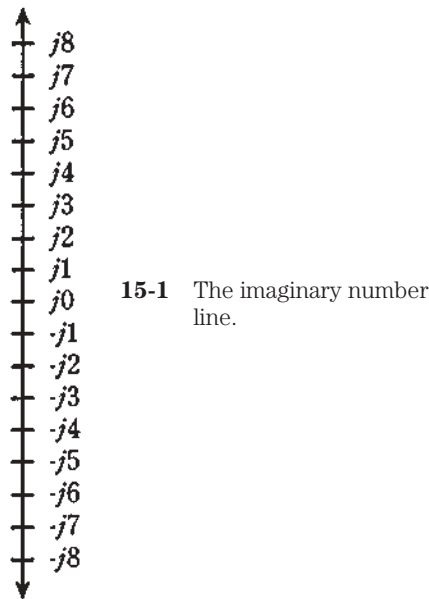 j8
j7
j6
j5
j4
j3
j2
j1
j0
-j1
-j2
-j3
-j4
-j5
-j6
-j7
-j8
15-1 The imaginary number
line.